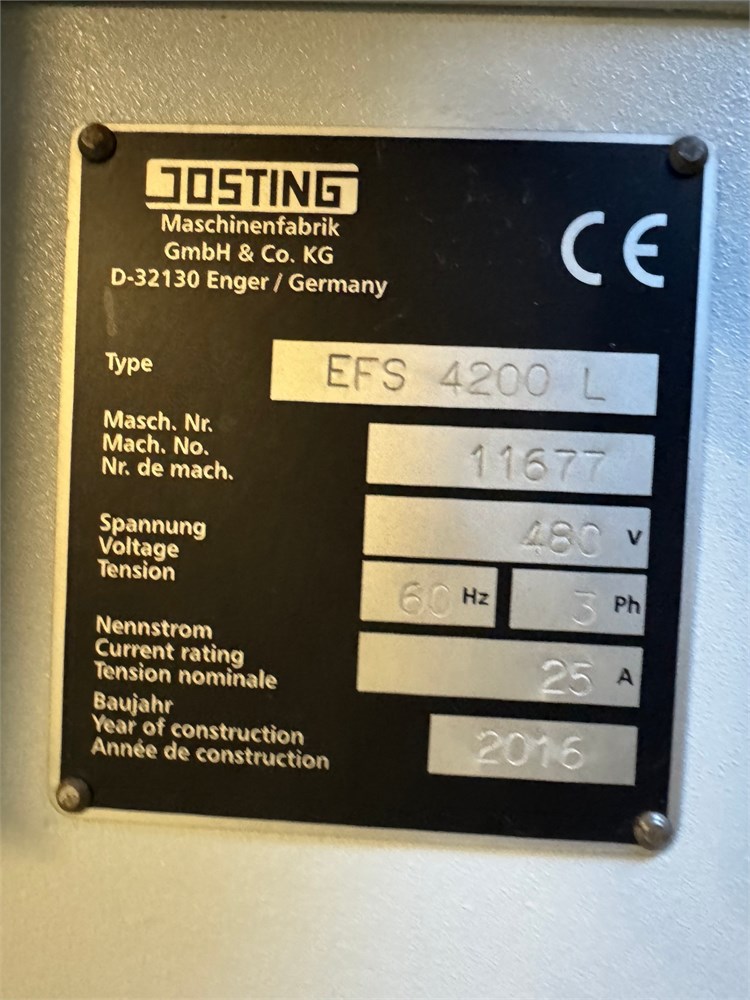 JOSTING
Maschinenfabrik
GmbH & Co. KG
D-32130 Enger / Germany
CE
Type EFS 4200 L
Masch. Nr.
Mach. No. 11677
Nr. de mach.
Spannung
Voltage 480 V
Tension
60 Hz 3 Ph
Nennstrom
Current rating 25 A
Tension nominale
Baujahr
Year of construction 2016
Année de construction